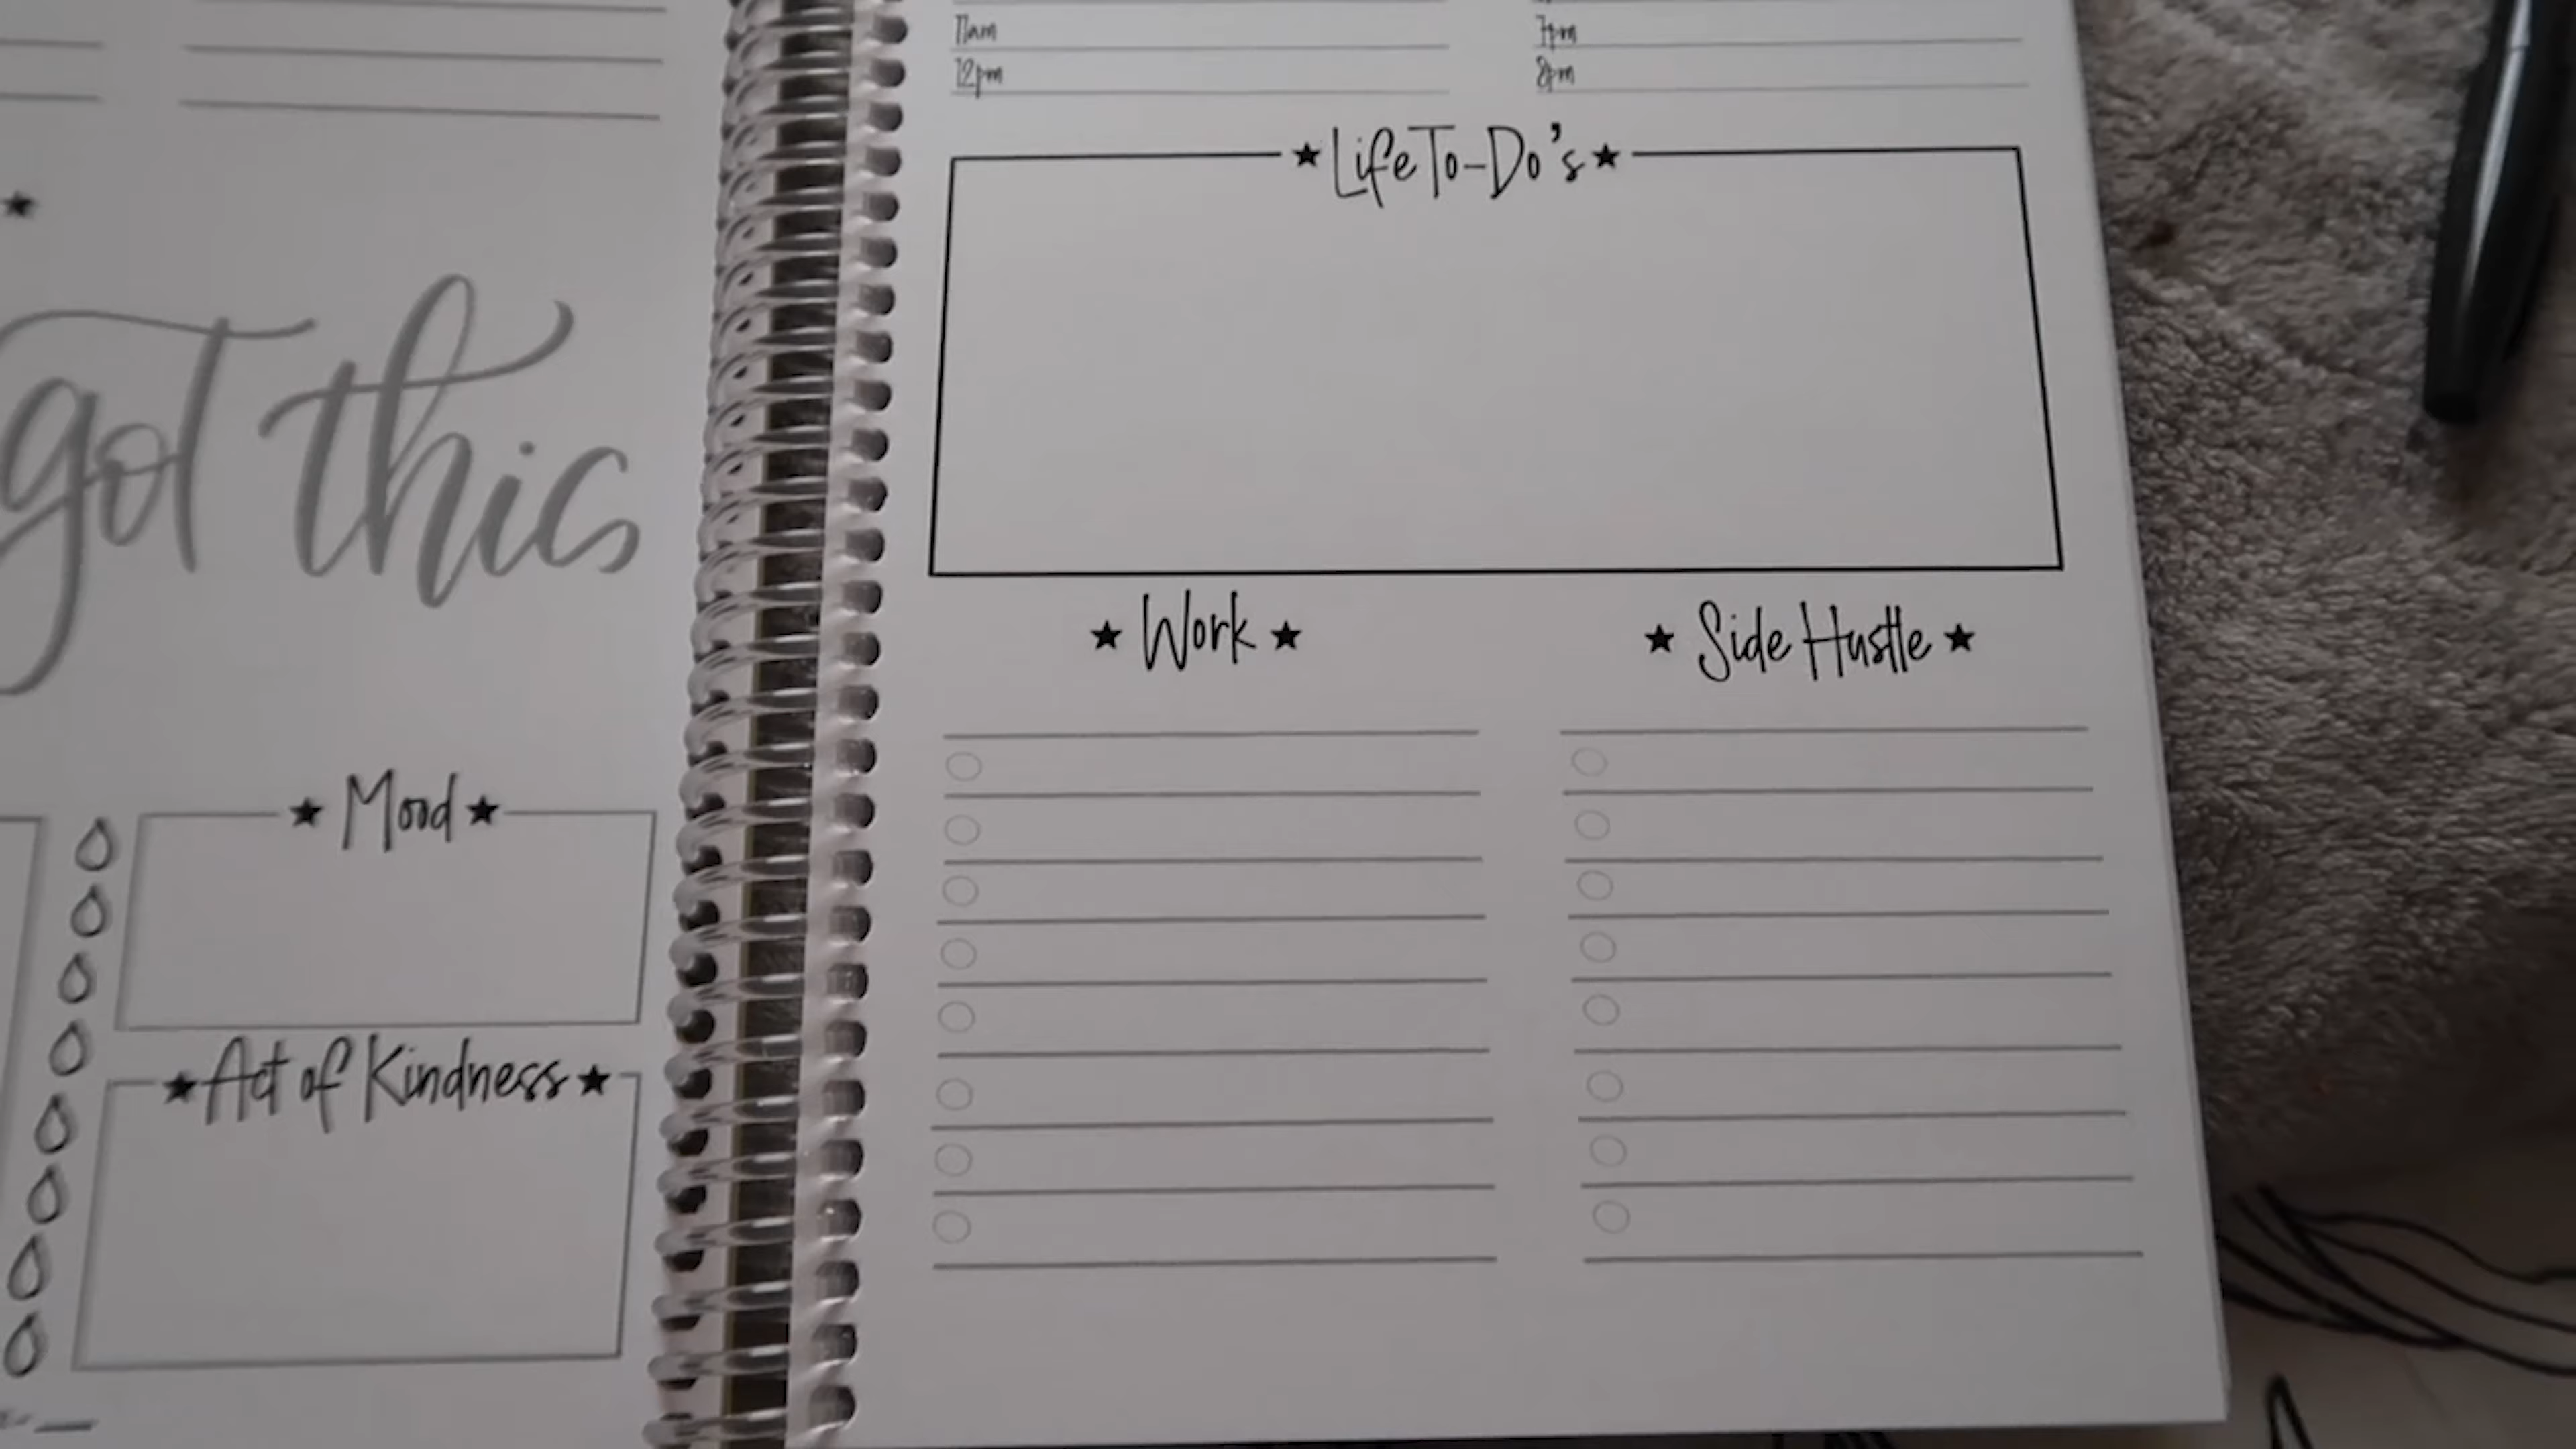 got this
★ Mood ★
★ Act of Kindness ★
11am
7pm
12pm
8pm
★ Life To-Do's ★
★ Work ★
★ Side Hustle ★